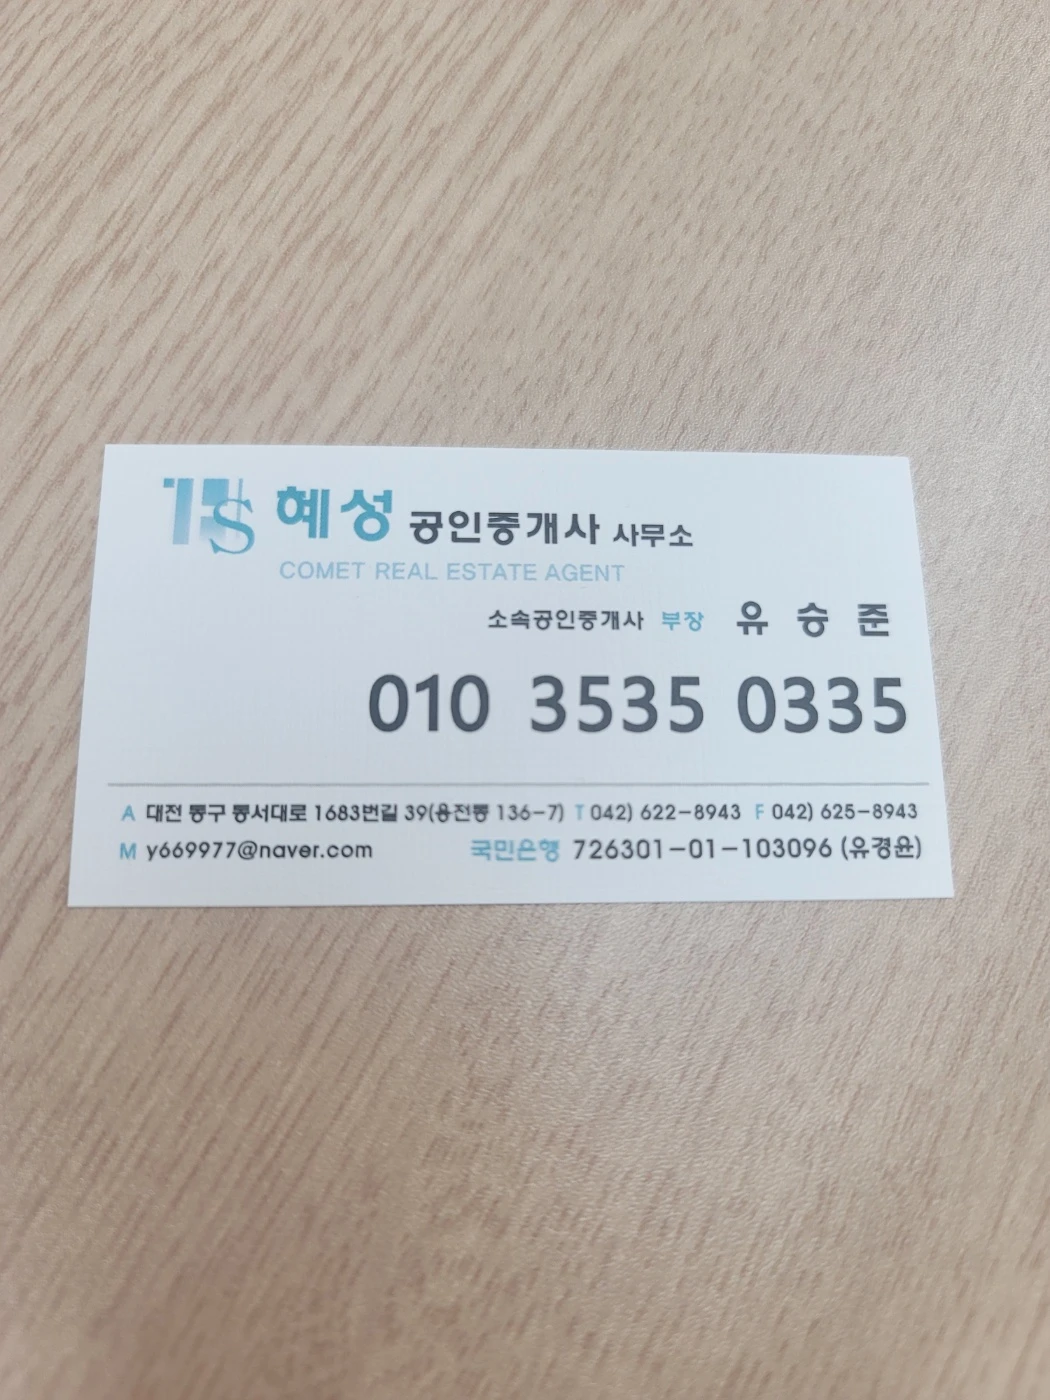 HS 혜성 공인중개사 사무소
COMET REAL ESTATE AGENT
소속공인중개사 부장 유 승 준
010 3535 0335
A 대전 동구 동서대로 1683번길 39(용전동 136-7) T 042) 622-8943 F 042) 625-8943
M y669977@naver.com 국민은행 726301-01-103096 (유경윤)